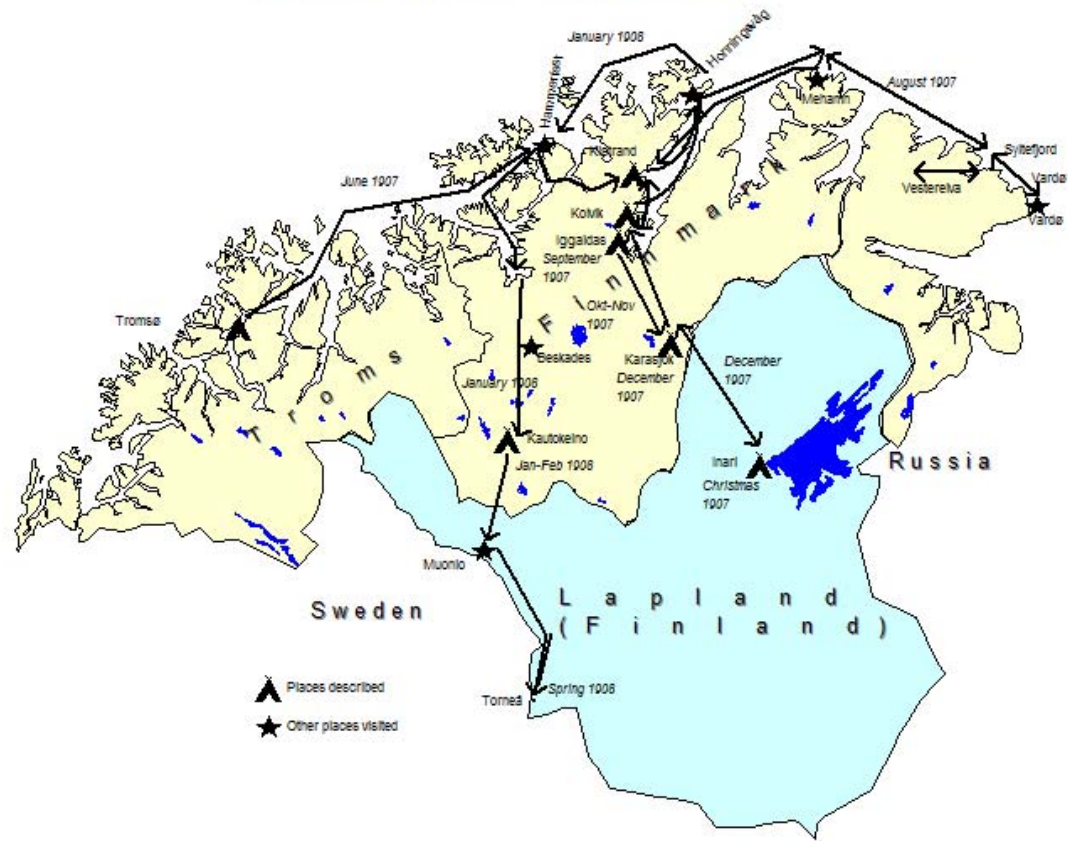 January 1908
Honningsvåg
Hammerfest
Mehamn
August 1907
Kistrand
Syltefjord
June 1907
Vesterelva
Vardø
Vardø
Kolvik
Iggaldas
September
1907
Finnmark
Tromsø
Okt-Nov
1907
Beskades
Karasjok
December
1907
December
1907
Troms
January 1908
Kautokeino
Jan-Feb 1908
Inari
Christmas
1907
Russia
Muonio
Sweden
Lapland
(Finland)
Places described
Torneå
Spring 1908
Other places visited